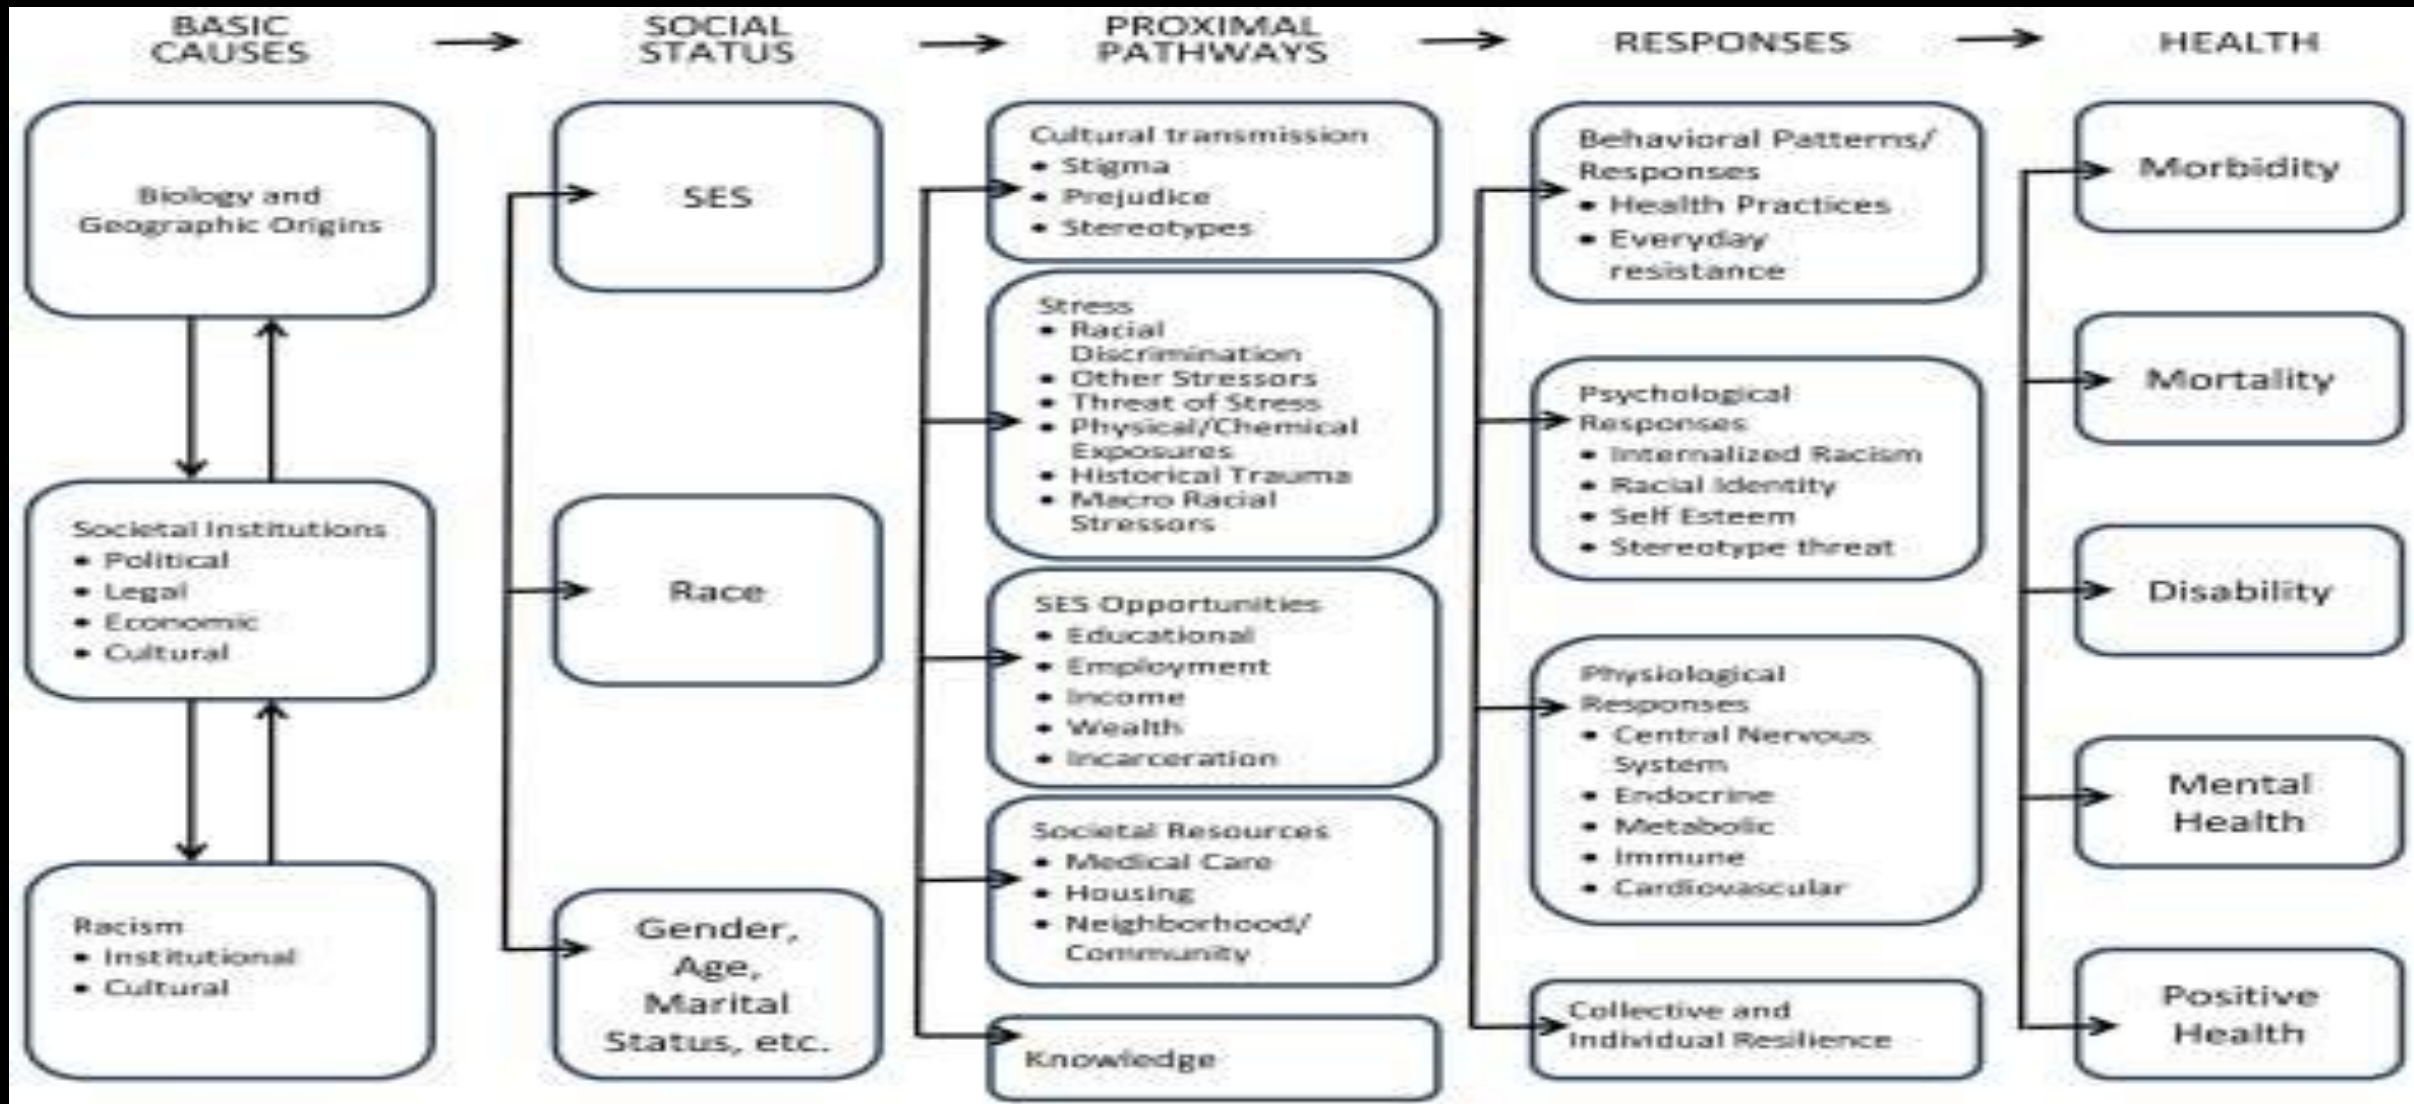 BASIC
CAUSES
SOCIAL
STATUS
PROXIMAL
PATHWAYS
RESPONSES
HEALTH
Biology and
Geographic Origins
Societal Institutions
• Political
• Legal
• Economic
• Cultural
Racism
• Institutional
• Cultural
SES
Race
Gender,
Age,
Marital
Status, etc.
Cultural transmission
• Stigma
• Prejudice
• Stereotypes
Stress
• Racial
Discrimination
• Other Stressors
• Threat of Stress
• Physical/Chemical
Exposures
• Historical Trauma
• Macro Racial
Stressors
SES Opportunities
• Educational
• Employment
• Income
• Wealth
• Incarceration
Societal Resources
• Medical Care
• Housing
• Neighborhood/
Community
Knowledge
Behavioral Patterns/
Responses
• Health Practices
• Everyday
resistance
Psychological
Responses
• Internalized Racism
• Racial Identity
• Self Esteem
• Stereotype threat
Physiological
Responses
• Central Nervous
System
• Endocrine
• Metabolic
• Immune
• Cardiovascular
Collective and
Individual Resilience
Morbidity
Mortality
Disability
Mental
Health
Positive
Health